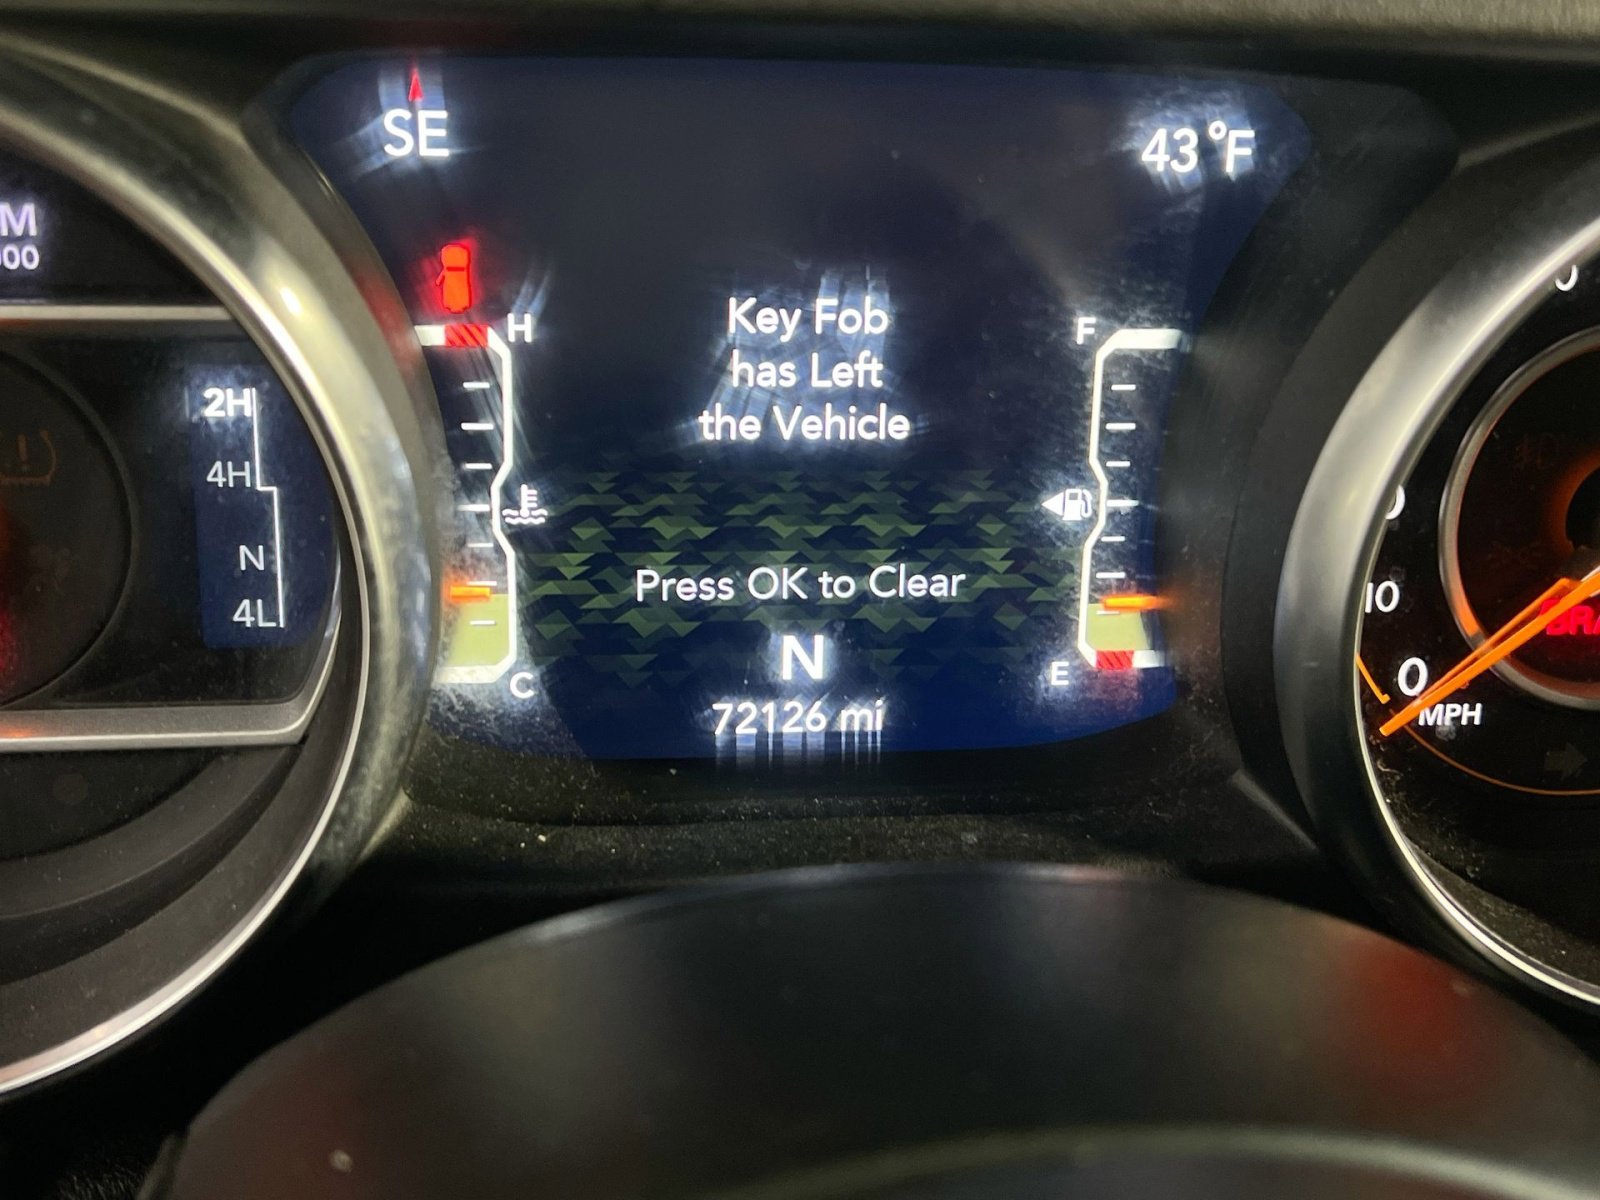 SE
43 °F
H
Key Fob
has Left
the Vehicle
F
2H
4H
N
4L
Press OK to Clear
N
C
E
72126 mi
10
0
MPH